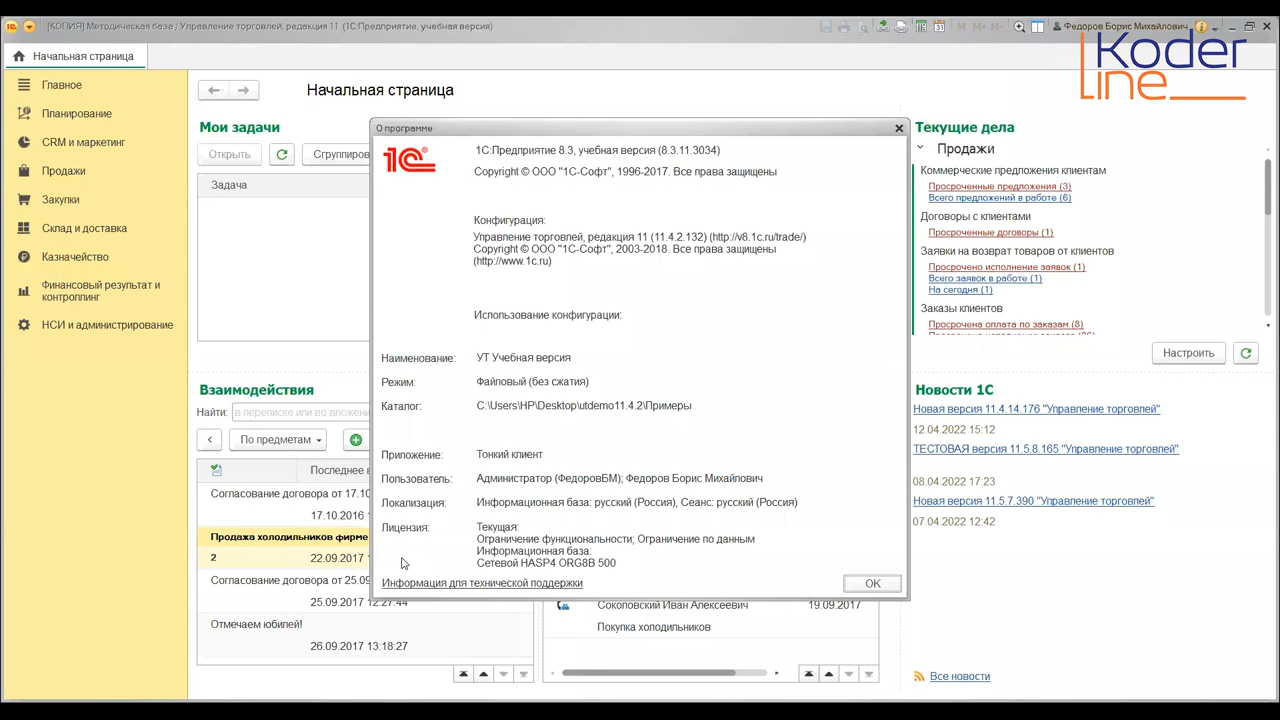 [КОПИЯ] Методическая база / Управление торговлей, редакция 11 (1С:Предприятие, учебная версия)
M M+ M-
Федоров Борис Михайлович
Koder
line
Начальная страница
Главное
Планирование
CRM и маркетинг
Продажи
Закупки
Склад и доставка
Казначейство
Финансовый результат и
контроллинг
НСИ и администрирование
Начальная страница
Мои задачи
Открыть
Сгруппиров
Задача
Взаимодействия
Найти:
в переписке или во вложени
По предметам
Последнее в
Согласование договора от 17.10
17.10.2016
Продажа холодильников фирме
2
22.09.2017
Согласование договора от 25.09
25.09.2017 12:27:44
Отмечаем юбилей!
26.09.2017 13:18:27
О программе
1С
1С:Предприятие 8.3, учебная версия (8.3.11.3034)
Copyright © ООО "1С-Софт", 1996-2017. Все права защищены
Конфигурация:
Управление торговлей, редакция 11 (11.4.2.132) (http://v8.1c.ru/trade/)
Copyright © ООО "1С-Софт", 2003-2018. Все права защищены
(http://www.1c.ru)
Использование конфигурации:
Наименование: УТ Учебная версия
Режим: Файловый (без сжатия)
Каталог: C:\Users\HP\Desktop\utdemo11.4.2\Примеры
Приложение: Тонкий клиент
Пользователь: Администратор (ФедоровБМ); Федоров Борис Михайлович
Локализация: Информационная база: русский (Россия), Сеанс: русский (Россия)
Лицензия: Текущая:
Ограничение функциональности; Ограничение по данным
Информационная база:
Сетевой HASP4 ORG8B 500
Информация для технической поддержки
OK
Соколовский Иван Алексеевич 19.09.2017
Покупка холодильников
Текущие дела
Продажи
Коммерческие предложения клиентам
Просроченные предложения (3)
Всего предложений в работе (6)
Договоры с клиентами
Просроченные договоры (1)
Заявки на возврат товаров от клиентов
Просрочено исполнение заявок (1)
Всего заявок в работе (1)
На сегодня (1)
Заказы клиентов
Просрочена оплата по заказам (8)
Настроить
Новости 1С
Новая версия 11.4.14.176 "Управление торговлей"
12.04.2022 15:12
ТЕСТОВАЯ версия 11.5.8.165 "Управление торговлей"
08.04.2022 17:23
Новая версия 11.5.7.390 "Управление торговлей"
07.04.2022 12:42
Все новости